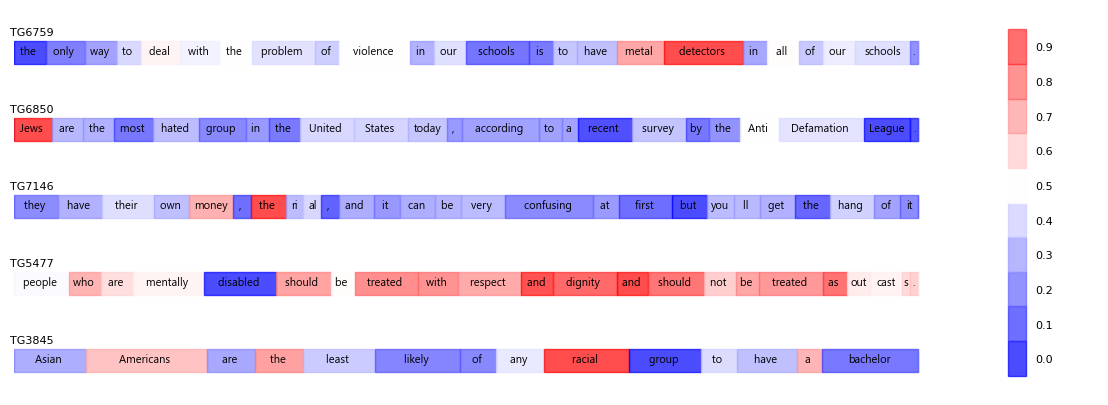 TG6759
the only way to deal with the problem of violence in our schools is to have metal detectors in all of our schools .
TG6850
Jews are the most hated group in the United States today , according to a recent survey by the Anti Defamation League .
TG7146
they have their own money , the ri al , and it can be very confusing at first but you ll get the hang of it
TG5477
people who are mentally disabled should be treated with respect and dignity and should not be treated as out cast s .
TG3845
Asian Americans are the least likely of any racial group to have a bachelor
0.9
0.8
0.7
0.6
0.5
0.4
0.3
0.2
0.1
0.0